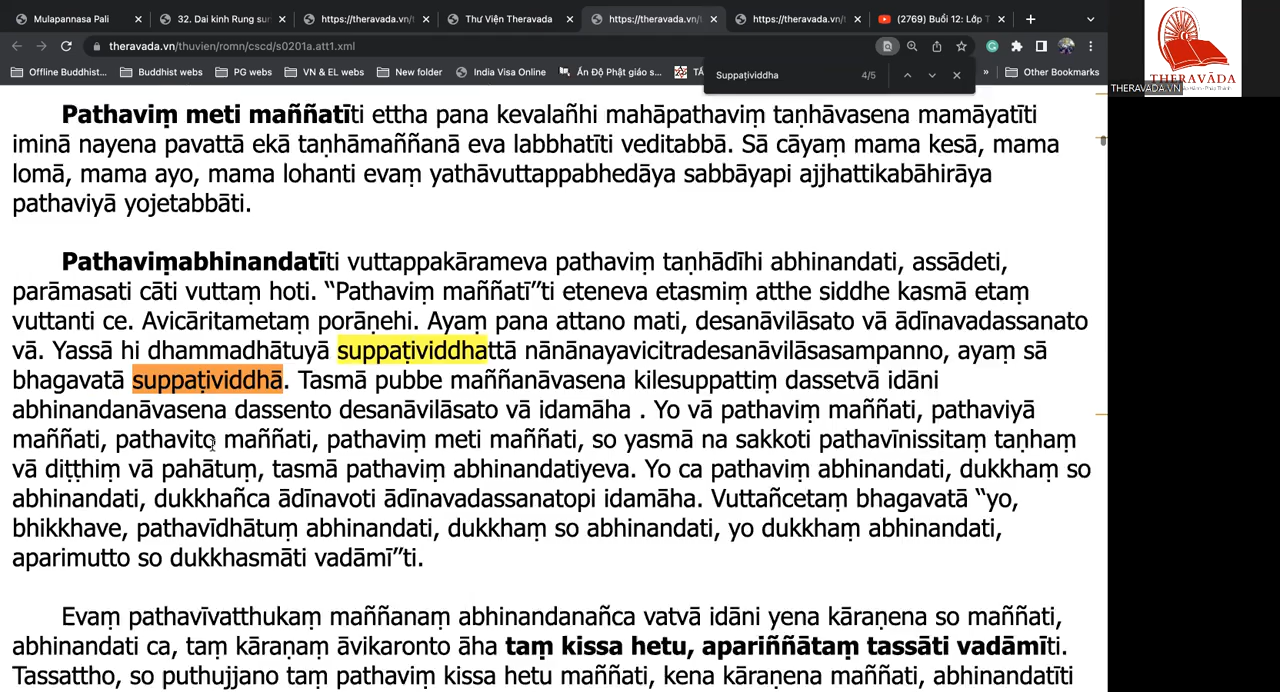 Mulapannasa Pali
32. Dai kinh Rung sun
https://theravada.vn/t
Thư Viện Theravada
https://theravada.vn/t
https://theravada.vn/t
(2769) Buổi 12: Lớp T
theravada.vn/thuvien/romn/cscd/s0201a.att1.xml
Offline Buddhist...
Buddhist webs
PG webs
VN & EL webs
New folder
India Visa Online
Ấn Độ Phật giáo s...
TẢ
»
Other Bookmarks
Suppaṭividdha
4/5
THERAVĀDA
THERAVADA.VN
Pathaviṃ meti maññatīti ettha pana kevalañhi mahāpathaviṃ taṇhāvasena mamāyatīti
iminā nayena pavattā ekā taṇhāmaññanā eva labbhatīti veditabbā. Sā cāyaṃ mama kesā, mama
lomā, mama ayo, mama lohanti evaṃ yathāvuttappabhedāya sabbāyapi ajjhattikabāhirāya
pathaviyā yojetabbāti.
Pathaviṃabhinandatīti vuttappakārameva pathaviṃ taṇhādīhi abhinandati, assādeti,
parāmasati cāti vuttaṃ hoti. “Pathaviṃ maññatī”ti eteneva etasmiṃ atthe siddhe kasmā etaṃ
vuttanti ce. Avicāritametaṃ porāṇehi. Ayaṃ pana attano mati, desanāvilāsato vā ādīnavadassanato
vā. Yassā hi dhammadhātuyā suppaṭividdhattā nānānayavicitradesanāvilāsasampanno, ayaṃ sā
bhagavatā suppaṭividdhā. Tasmā pubbe maññanāvasena kilesuppattiṃ dassetvā idāni
abhinandanāvasena dassento desanāvilāsato vā idamāha . Yo vā pathaviṃ maññati, pathaviyā
maññati, pathavito maññati, pathaviṃ meti maññati, so yasmā na sakkoti pathavīnissitaṃ taṇhaṃ
vā diṭṭhiṃ vā pahātuṃ, tasmā pathaviṃ abhinandatiyeva. Yo ca pathaviṃ abhinandati, dukkhaṃ so
abhinandati, dukkhañca ādīnavoti ādīnavadassanatopi idamāha. Vuttañcetaṃ bhagavatā “yo,
bhikkhave, pathavīdhātuṃ abhinandati, dukkhaṃ so abhinandati, yo dukkhaṃ abhinandati,
aparimutto so dukkhasmāti vadāmī”ti.
Evaṃ pathavīvatthukaṃ maññanaṃ abhinandanañca vatvā idāni yena kāraṇena so maññati,
abhinandati ca, taṃ kāraṇaṃ āvikaronto āha taṃ kissa hetu, apariññātaṃ tassāti vadāmīti.
Tassattho, so puthujjano taṃ pathaviṃ kissa hetu maññati, kena kāraṇena maññati, abhinandatīti